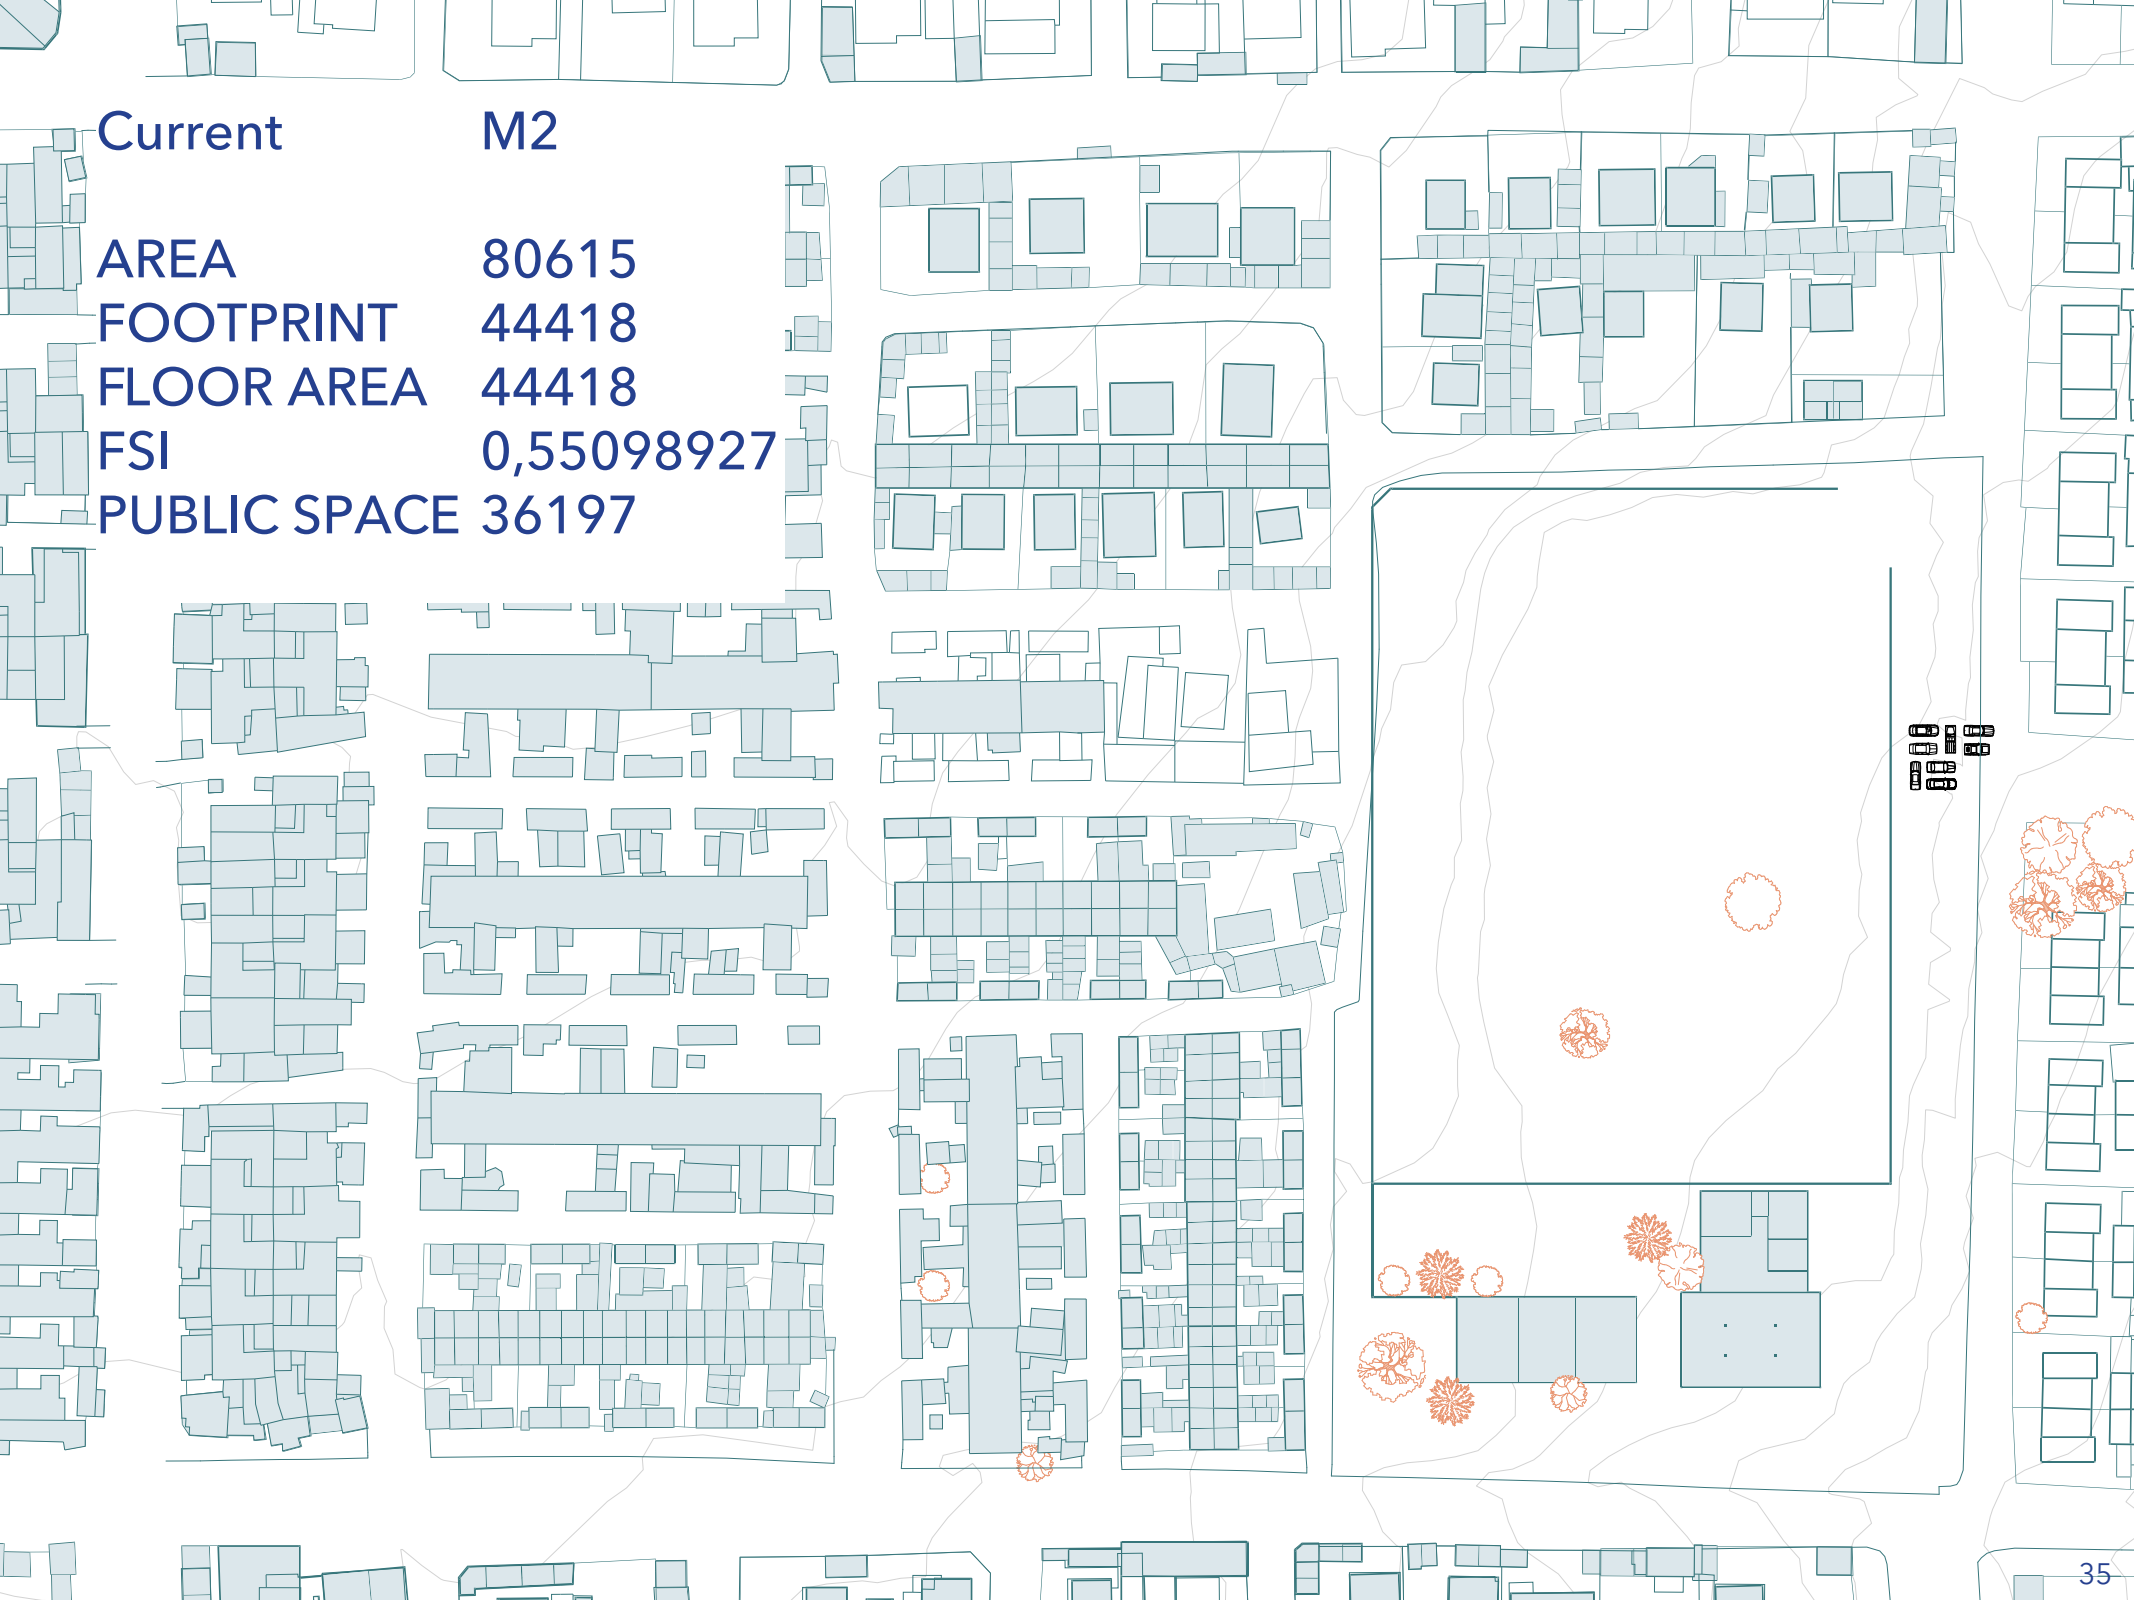 Current M2
AREA 80615
FOOTPRINT 44418
FLOOR AREA 44418
FSI 0,55098927
PUBLIC SPACE 36197
35